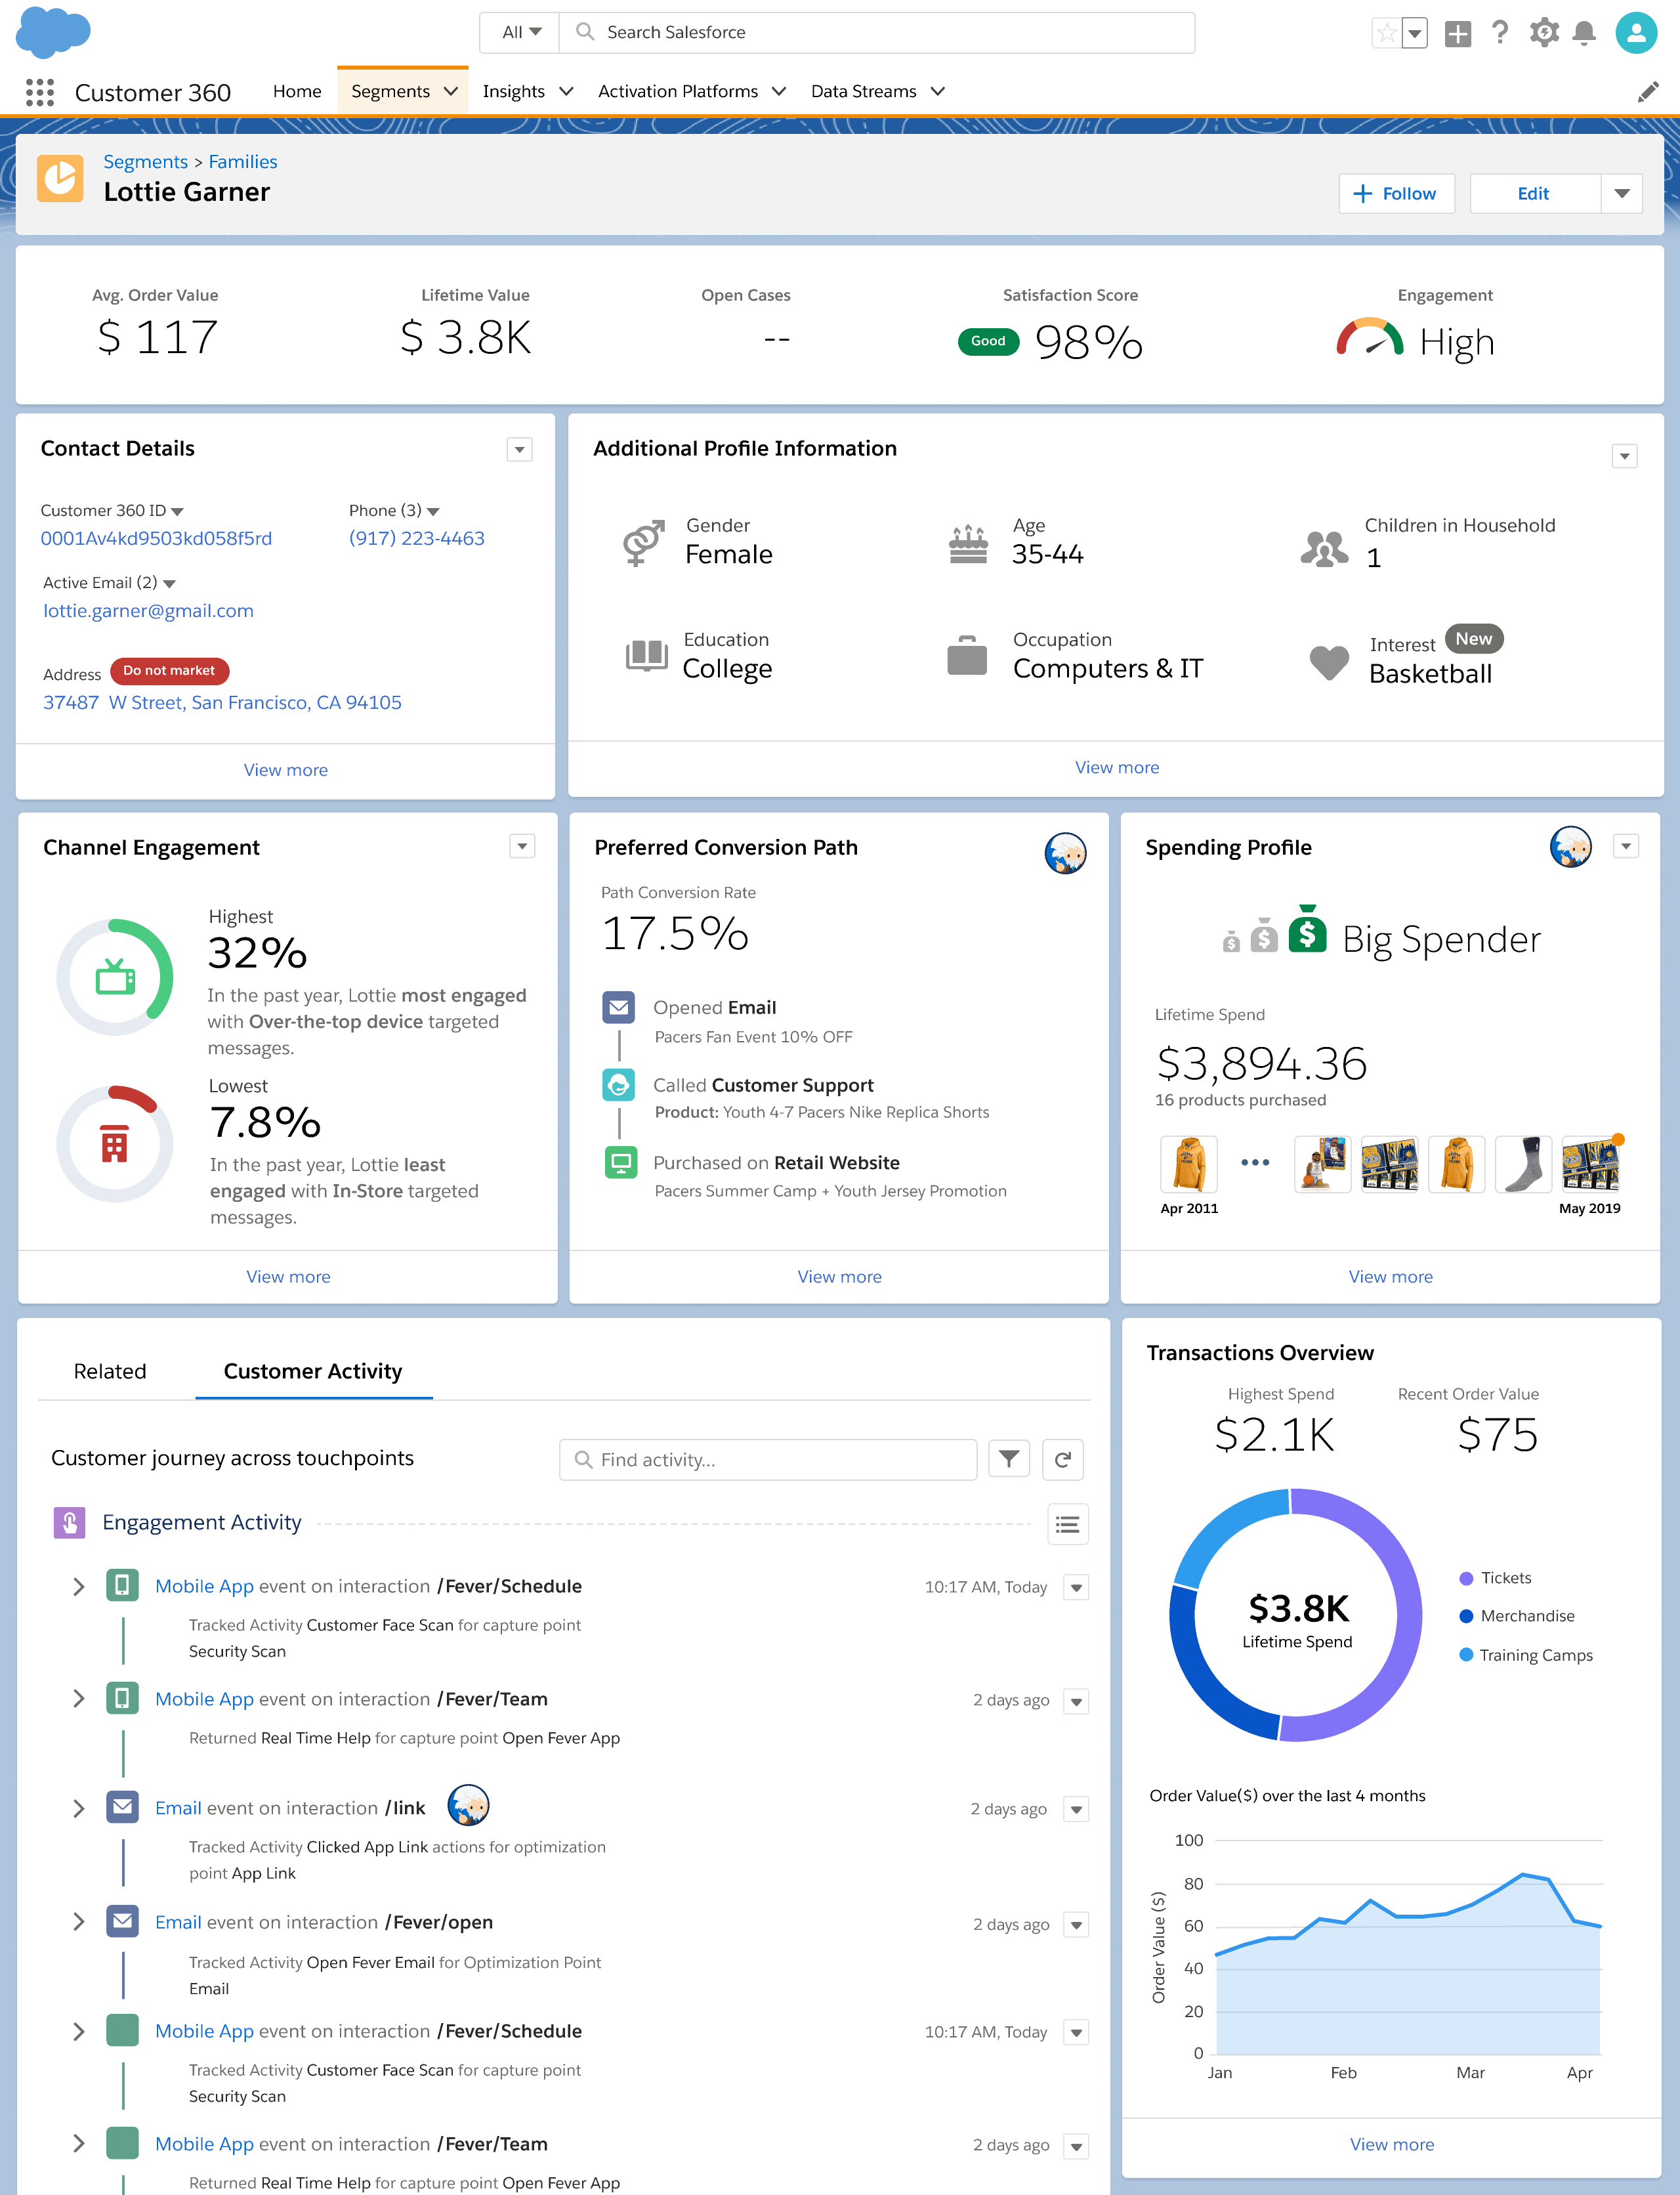 All
Search Salesforce
Customer 360
Home
Segments
Insights
Activation Platforms
Data Streams
Segments > Families
Lottie Garner
Follow
Edit
Avg. Order Value
$ 117
Lifetime Value
$ 3.8K
Open Cases
--
Satisfaction Score
Good 98%
Engagement
High
Contact Details
Customer 360 ID
0001Av4kd9503kd058f5rd
Phone (3)
(917) 223-4463
Active Email (2)
lottie.garner@gmail.com
Address Do not market
37487 W Street, San Francisco, CA 94105
View more
Additional Profile Information
Gender
Female
Age
35-44
Children in Household
1
Education
College
Occupation
Computers & IT
Interest New
Basketball
View more
Channel Engagement
Highest
32%
In the past year, Lottie most engaged
with Over-the-top device targeted
messages.
Lowest
7.8%
In the past year, Lottie least
engaged with In-Store targeted
messages.
View more
Preferred Conversion Path
Path Conversion Rate
17.5%
Opened Email
Pacers Fan Event 10% OFF
Called Customer Support
Product: Youth 4-7 Pacers Nike Replica Shorts
Purchased on Retail Website
Pacers Summer Camp + Youth Jersey Promotion
View more
Spending Profile
Big Spender
Lifetime Spend
$3,894.36
16 products purchased
Apr 2011
May 2019
View more
Related
Customer Activity
Customer journey across touchpoints
Find activity...
Engagement Activity
Mobile App event on interaction /Fever/Schedule
10:17 AM, Today
Tracked Activity Customer Face Scan for capture point
Security Scan
Mobile App event on interaction /Fever/Team
2 days ago
Returned Real Time Help for capture point Open Fever App
Email event on interaction /link
2 days ago
Tracked Activity Clicked App Link actions for optimization
point App Link
Email event on interaction /Fever/open
2 days ago
Tracked Activity Open Fever Email for Optimization Point
Email
Mobile App event on interaction /Fever/Schedule
10:17 AM, Today
Tracked Activity Customer Face Scan for capture point
Security Scan
Mobile App event on interaction /Fever/Team
2 days ago
Returned Real Time Help for capture point Open Fever App
Transactions Overview
Highest Spend
$2.1K
Recent Order Value
$75
$3.8K
Lifetime Spend
Tickets
Merchandise
Training Camps
Order Value($) over the last 4 months
Order Value ($)
100
80
60
40
20
0
Jan
Feb
Mar
Apr
View more